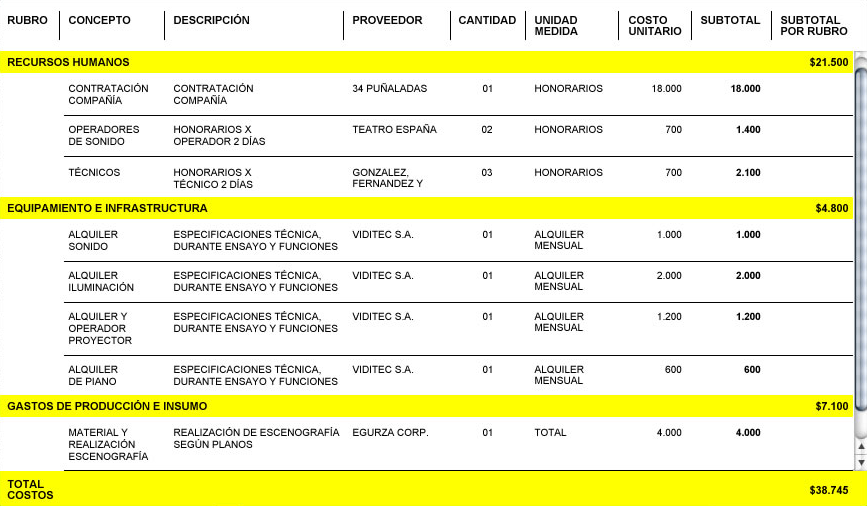 RUBRO CONCEPTO DESCRIPCIÓN PROVEEDOR CANTIDAD UNIDAD MEDIDA COSTO UNITARIO SUBTOTAL SUBTOTAL POR RUBRO
RECURSOS HUMANOS $21.500
CONTRATACIÓN CONTRATACIÓN 34 PUÑALADAS 01 HONORARIOS 18.000 18.000
COMPAÑÍA COMPAÑÍA
OPERADORES HONORARIOS X TEATRO ESPAÑA 02 HONORARIOS 700 1.400
DE SONIDO OPERADOR 2 DÍAS
TÉCNICOS HONORARIOS X GONZALEZ, 03 HONORARIOS 700 2.100
TÉCNICO 2 DÍAS FERNANDEZ Y
EQUIPAMIENTO E INFRASTRUCTURA $4.800
ALQUILER ESPECIFICACIONES TÉCNICA, VIDITEC S.A. 01 ALQUILER 1.000 1.000
SONIDO DURANTE ENSAYO Y FUNCIONES MENSUAL
ALQUILER ESPECIFICACIONES TÉCNICA, VIDITEC S.A. 01 ALQUILER 2.000 2.000
ILUMINACIÓN DURANTE ENSAYO Y FUNCIONES MENSUAL
ALQUILER Y ESPECIFICACIONES TÉCNICA, VIDITEC S.A. 01 ALQUILER 1.200 1.200
OPERADOR DURANTE ENSAYO Y FUNCIONES MENSUAL
PROYECTOR
ALQUILER ESPECIFICACIONES TÉCNICA, VIDITEC S.A. 01 ALQUILER 600 600
DE PIANO DURANTE ENSAYO Y FUNCIONES MENSUAL
GASTOS DE PRODUCCIÓN E INSUMO $7.100
MATERIAL Y REALIZACIÓN DE ESCENOGRAFÍA EGURZA CORP. 01 TOTAL 4.000 4.000
REALIZACIÓN SEGÚN PLANOS
ESCENOGRAFÍA
TOTAL
COSTOS $38.745